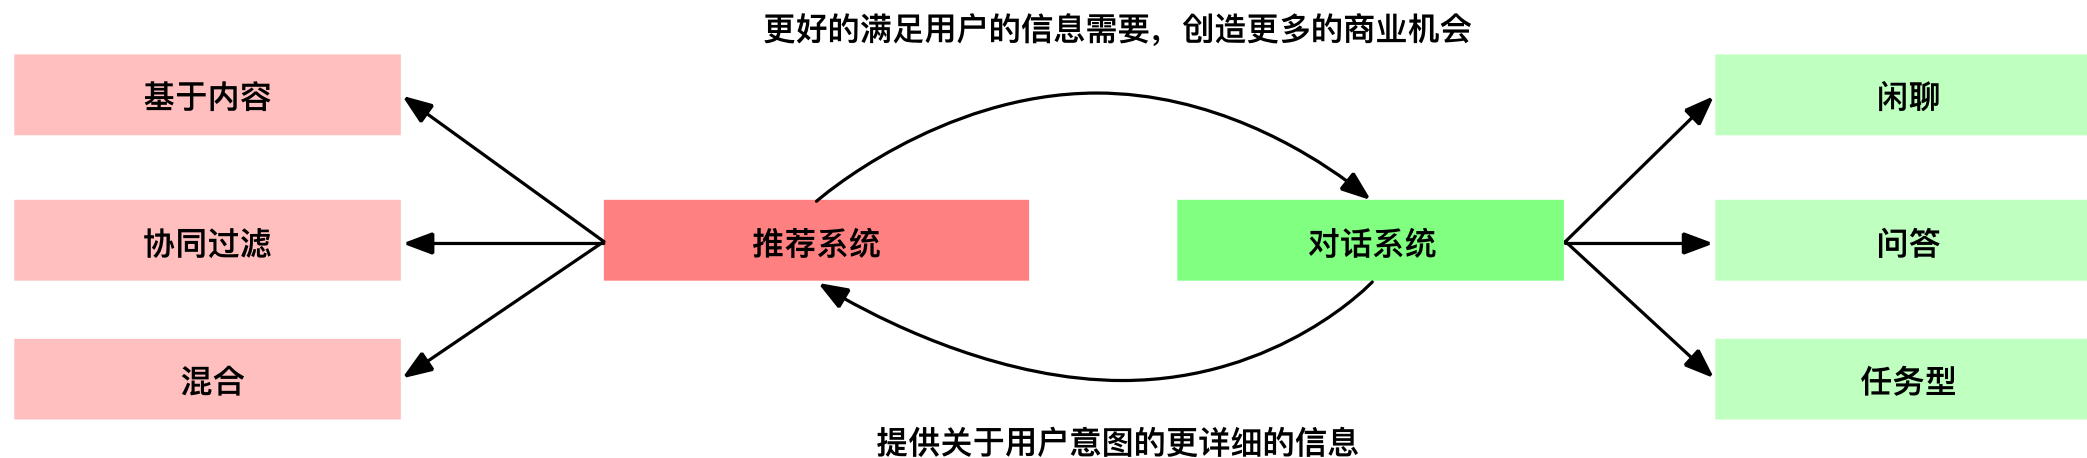 更好的满足用户的信息需要，创造更多的商业机会
基于内容
闲聊
协同过滤
推荐系统
对话系统
问答
混合
任务型
提供关于用户意图的更详细的信息